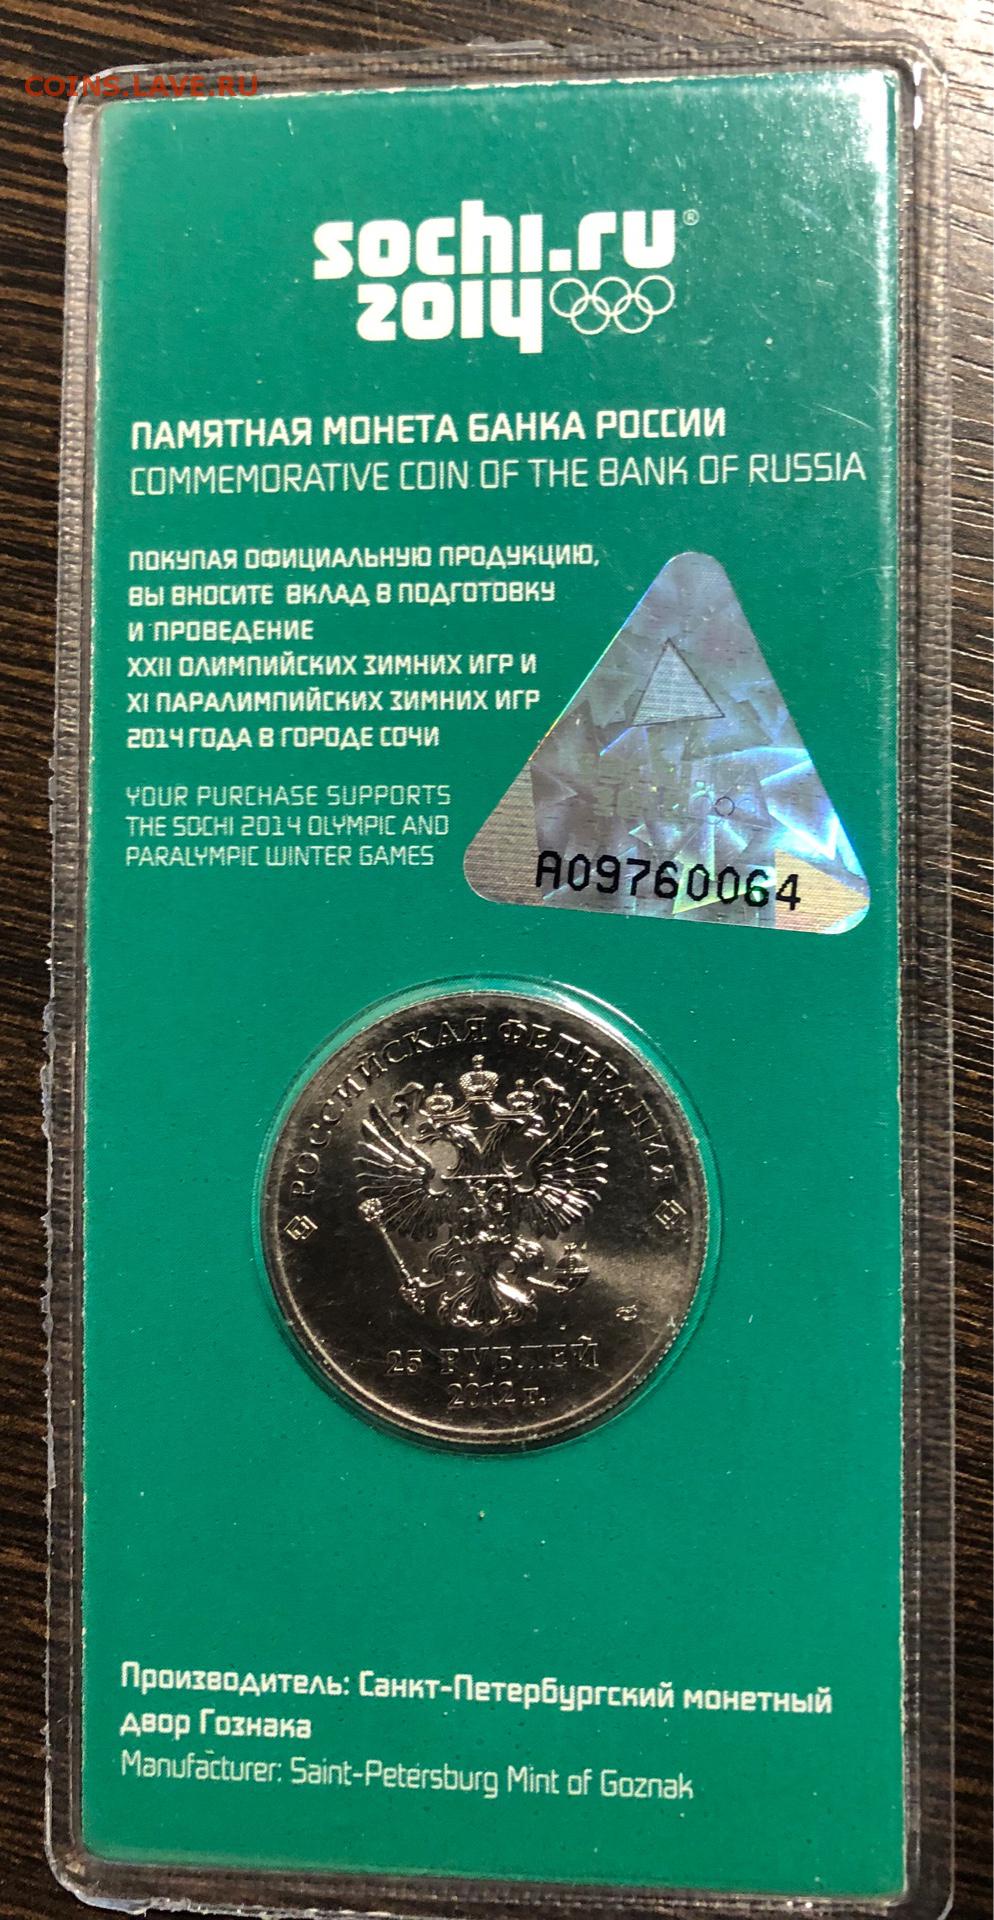 COINS.LAVE.RU
sochi.ru®
2014
ПАМЯТНАЯ МОНЕТА БАНКА РОССИИ
COMMEMORATIVE COIN OF THE BANK OF RUSSIA
ПОКУПАЯ ОФИЦИАЛЬНУЮ ПРОДУКЦИЮ,
ВЫ ВНОСИТЕ ВКЛАД В ПОДГОТОВКУ
И ПРОВЕДЕНИЕ
XXII ОЛИМПИЙСКИХ ЗИМНИХ ИГР И
XI ПАРАЛИМПИЙСКИХ ЗИМНИХ ИГР
2014 ГОДА В ГОРОДЕ СОЧИ
YOUR PURCHASE SUPPORTS
THE SOCHI 2014 OLYMPIC AND
PARALYMPIC WINTER GAMES
A09760064
РОССИЙСКАЯ ФЕДЕРАЦИЯ
25 РУБЛЕЙ
2012 г.
Производитель: Санкт-Петербургский монетный
двор Гознака
Manufacturer: Saint-Petersburg Mint of Goznak